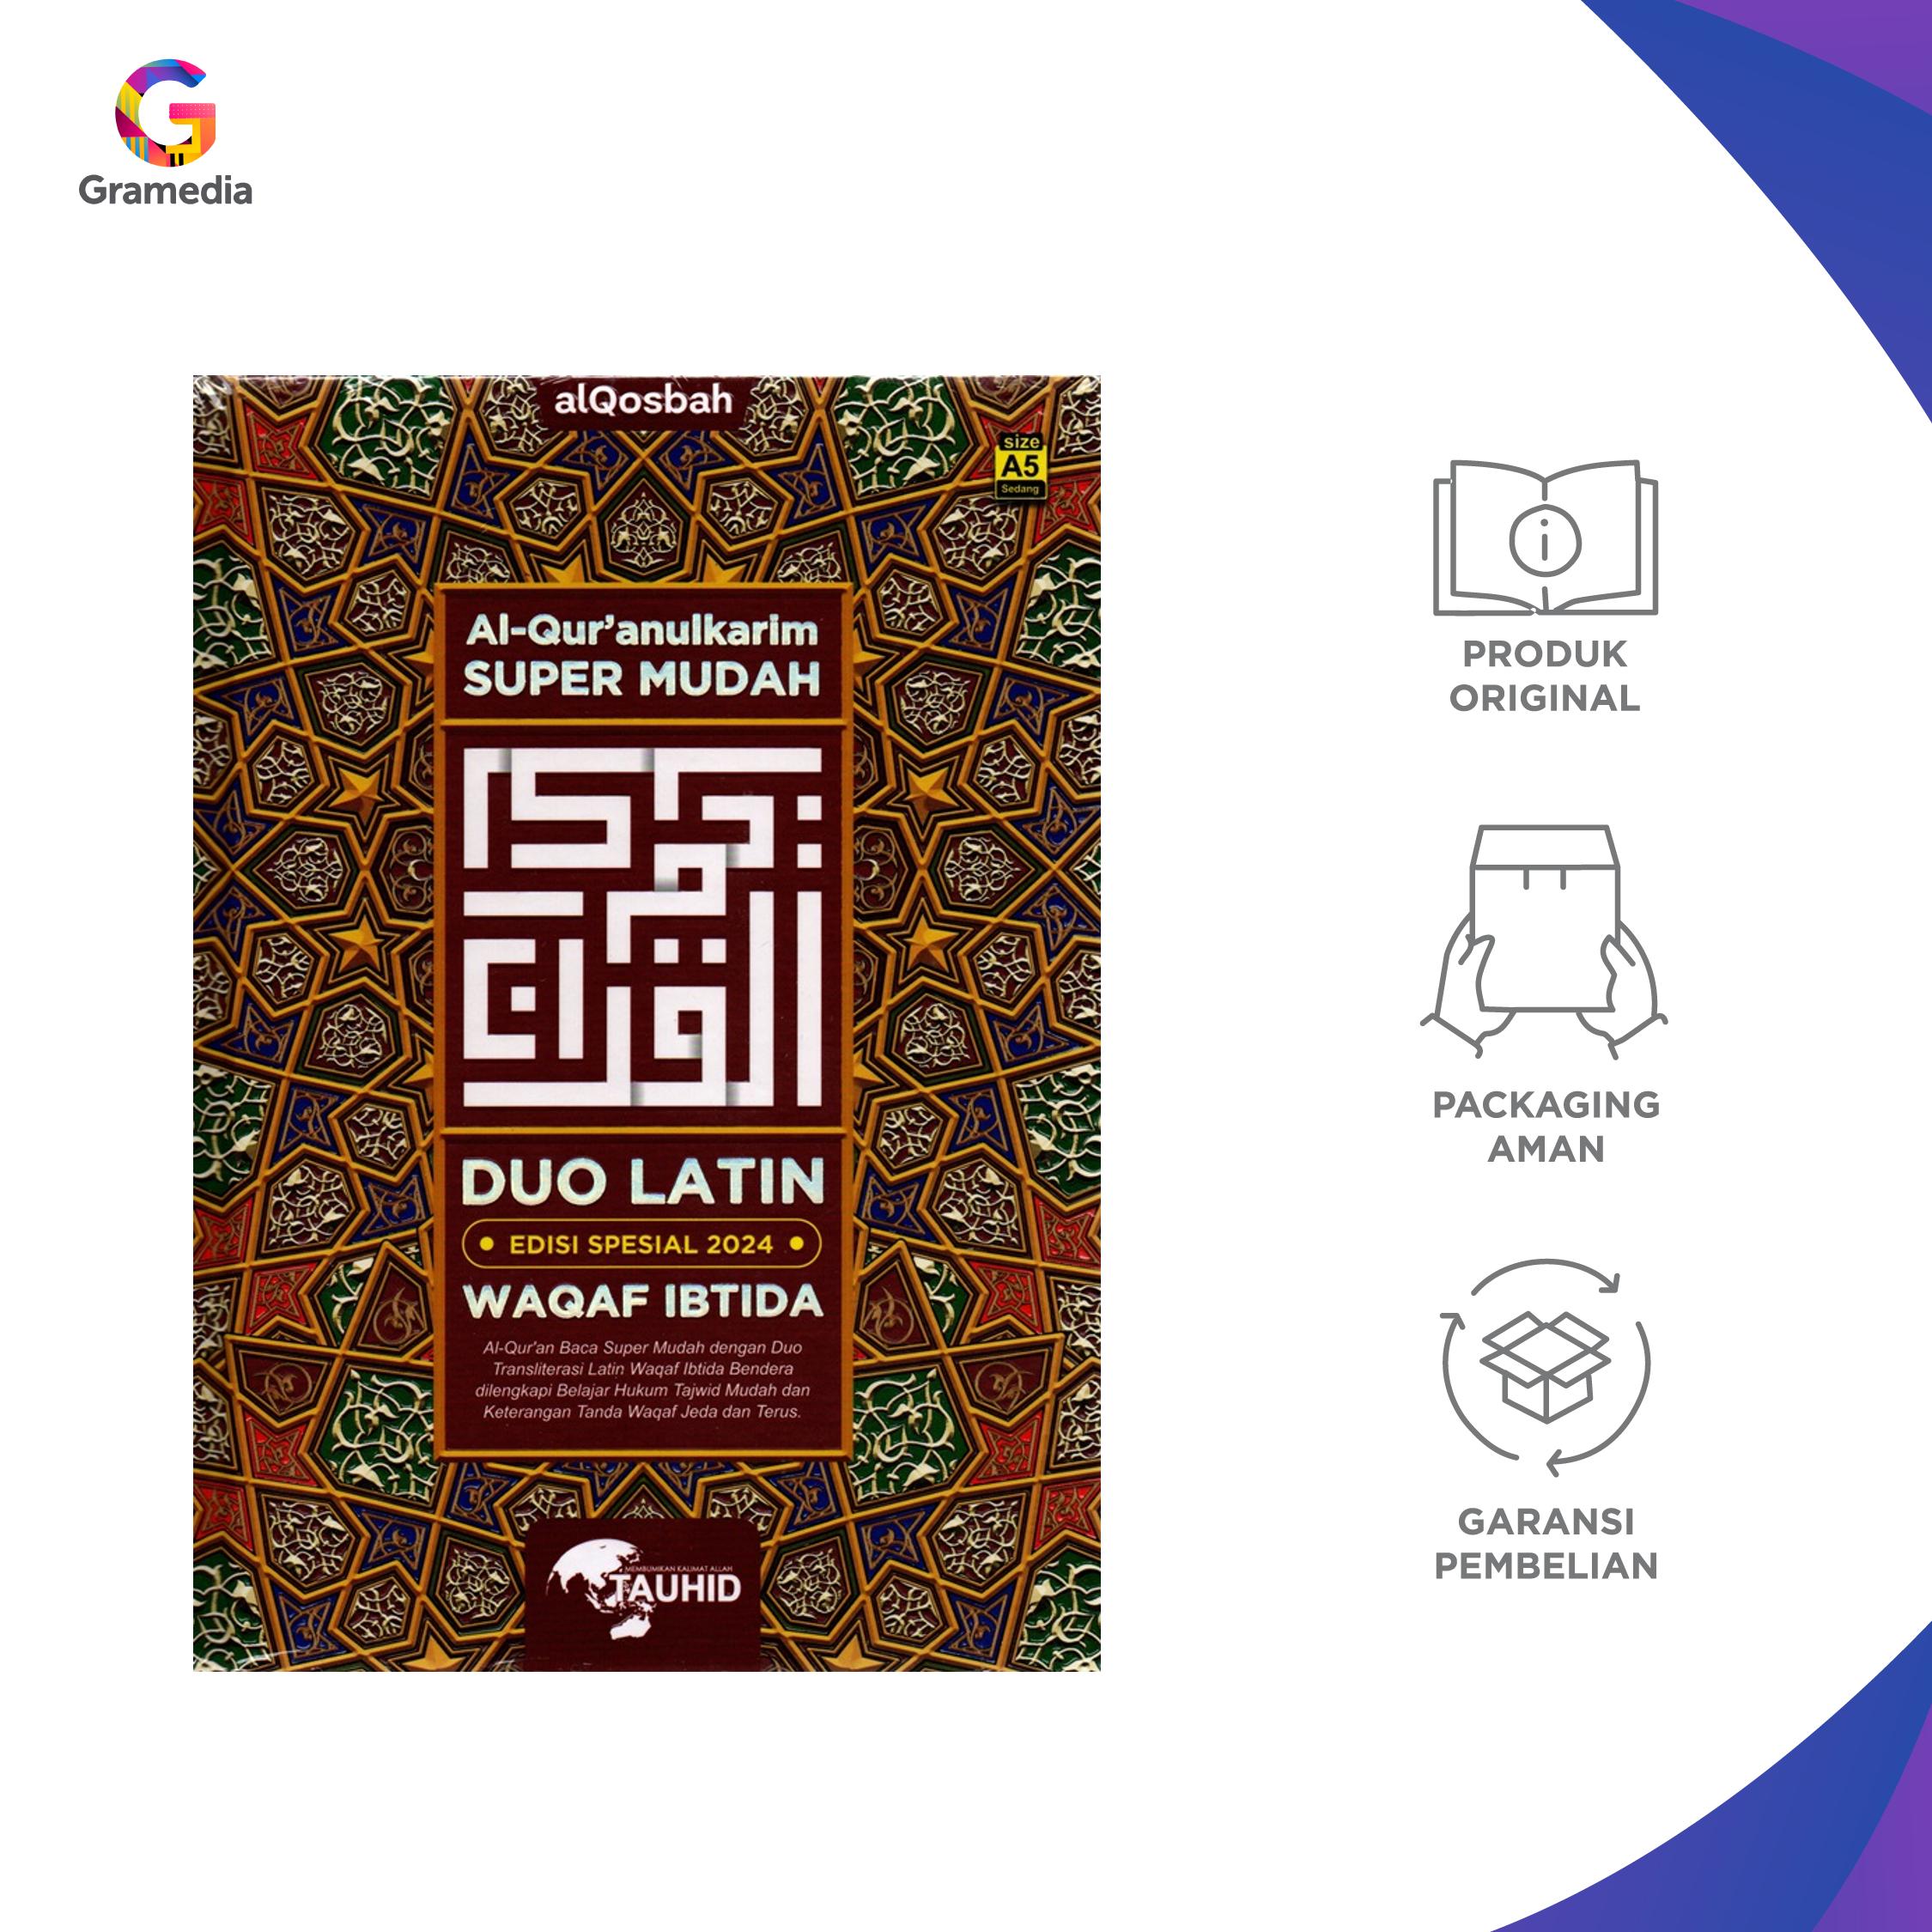 Gramedia
alQosbah
size
A5
Sedang
Al-Qur'anulkarim
SUPER MUDAH
القرآن الكريم
DUO LATIN
EDISI SPESIAL 2024
WAQAF IBTIDA
Al-Qur'an Baca Super Mudah dengan Duo
Transliterasi Latin Waqaf Ibtida Bendera
dilengkapi Belajar Hukum Tajwid Mudah dan
Keterangan Tanda Waqaf Jeda dan Terus.
MEMBUMIKAN KALIMAT ALLAH
TAUHID
PRODUK
ORIGINAL
PACKAGING
AMAN
GARANSI
PEMBELIAN